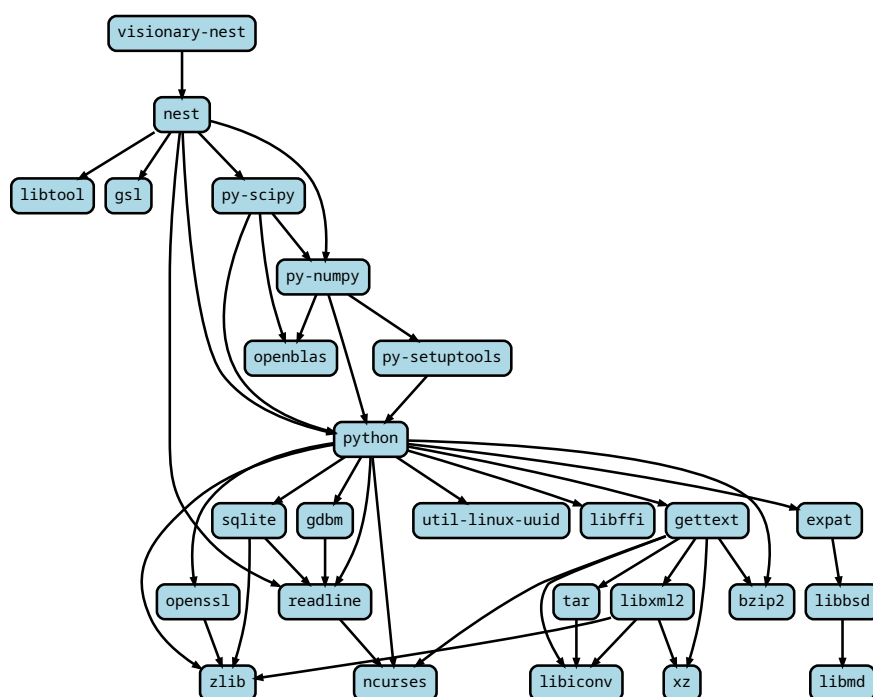 visionary-nest
nest
libtool
gsl
py-scipy
py-numpy
openblas
py-setuptools
python
sqlite
gdbm
util-linux-uuid
libffi
gettext
expat
openssl
readline
tar
libxml2
bzip2
libbsd
zlib
ncurses
libiconv
xz
libmd